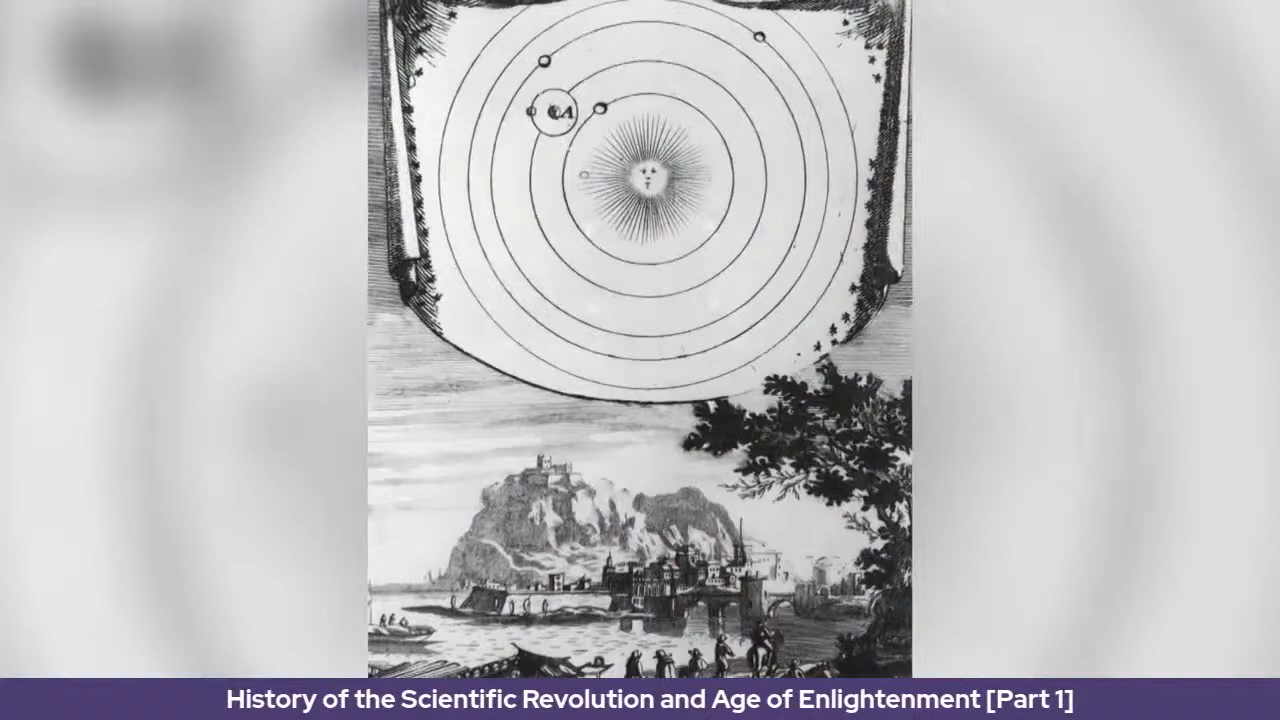 A
History of the Scientific Revolution and Age of Enlightenment [Part 1]